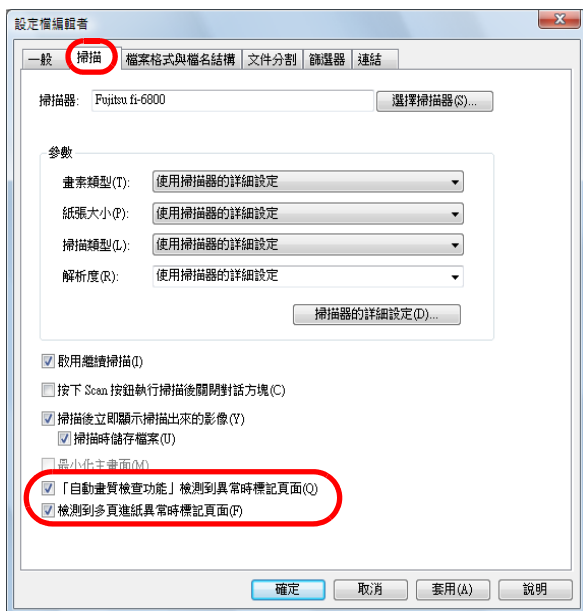 設定檔編輯者
一般 掃描 檔案格式與檔名結構 文件分割 篩選器 連結
掃描器: Fujitsu fi-6800 選擇掃描器(S)...
參數
畫素類型(T): 使用掃描器的詳細設定
紙張大小(P): 使用掃描器的詳細設定
掃描類型(L): 使用掃描器的詳細設定
解析度(R): 使用掃描器的詳細設定
掃描器的詳細設定(D)...
啟用繼續掃描(I)
按下 Scan 按鈕執行掃描後關閉對話方塊(C)
掃描後立即顯示掃描出來的影像(Y)
掃描時儲存檔案(U)
最小化主畫面(M)
「自動畫質檢查功能」檢測到異常時標記頁面(Q)
檢測到多頁進紙異常時標記頁面(F)
確定 取消 套用(A) 說明